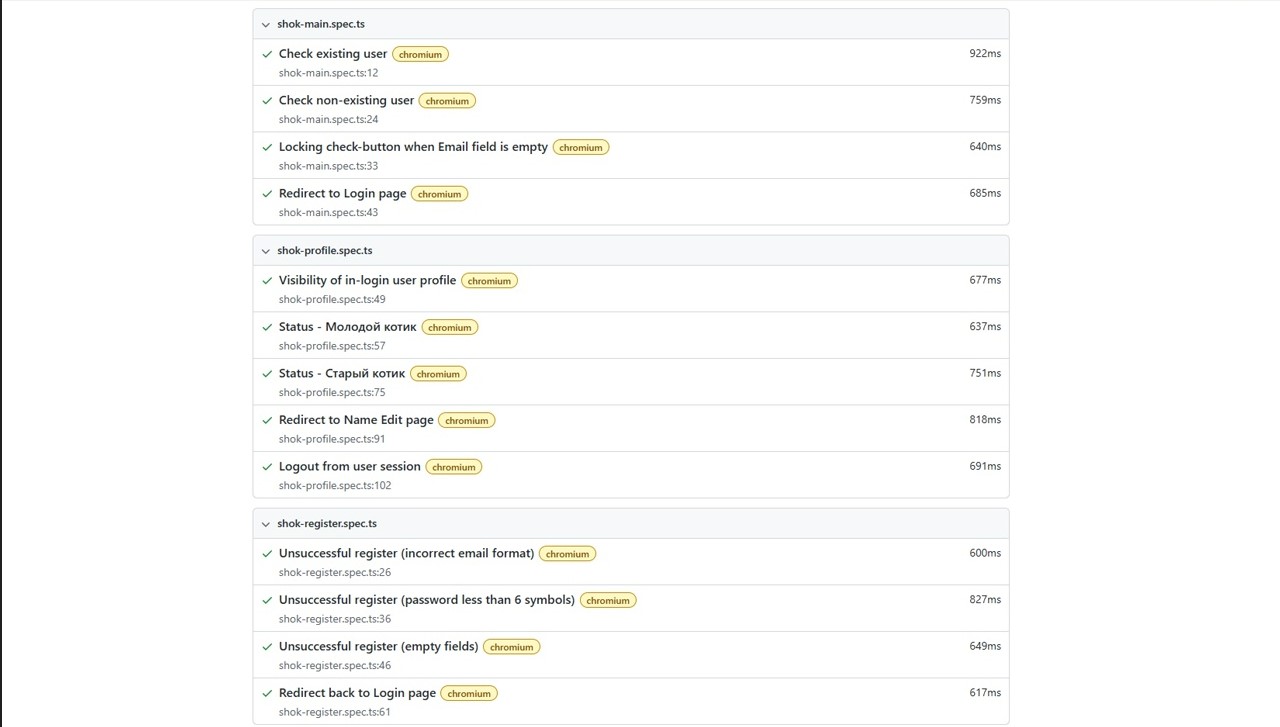 shok-main.spec.ts
Check existing user chromium 922ms
shok-main.spec.ts:12
Check non-existing user chromium 759ms
shok-main.spec.ts:24
Locking check-button when Email field is empty chromium 640ms
shok-main.spec.ts:33
Redirect to Login page chromium 685ms
shok-main.spec.ts:43
shok-profile.spec.ts
Visibility of in-login user profile chromium 677ms
shok-profile.spec.ts:49
Status - Молодой котик chromium 637ms
shok-profile.spec.ts:57
Status - Старый котик chromium 751ms
shok-profile.spec.ts:75
Redirect to Name Edit page chromium 818ms
shok-profile.spec.ts:91
Logout from user session chromium 691ms
shok-profile.spec.ts:102
shok-register.spec.ts
Unsuccessful register (incorrect email format) chromium 600ms
shok-register.spec.ts:26
Unsuccessful register (password less than 6 symbols) chromium 827ms
shok-register.spec.ts:36
Unsuccessful register (empty fields) chromium 649ms
shok-register.spec.ts:46
Redirect back to Login page chromium 617ms
shok-register.spec.ts:61